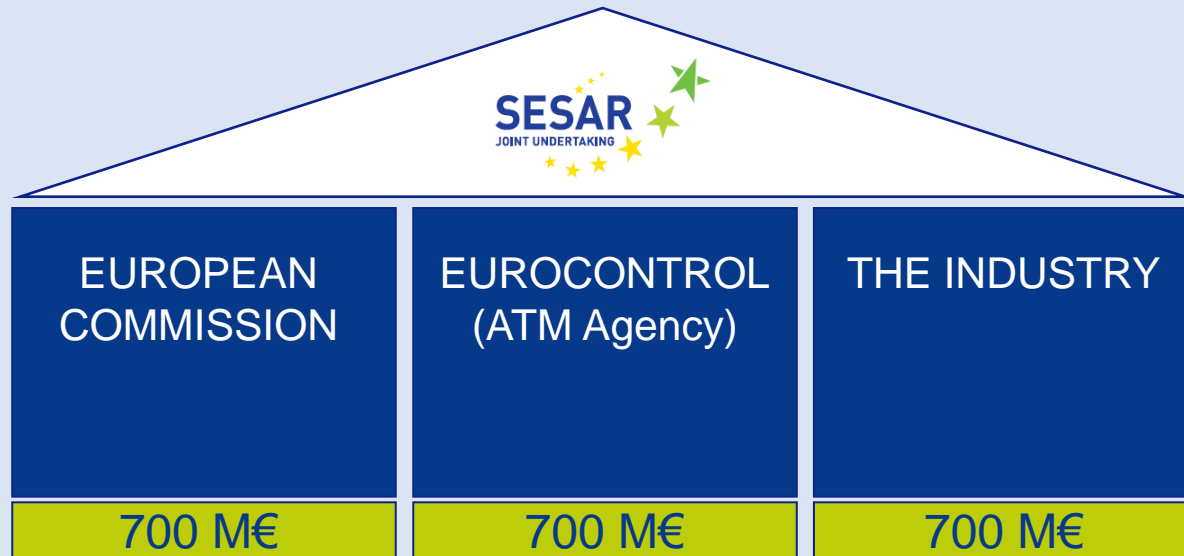 SESAR
JOINT UNDERTAKING
EUROPEAN
COMMISSION
EUROCONTROL
(ATM Agency)
THE INDUSTRY
700 M€
700 M€
700 M€